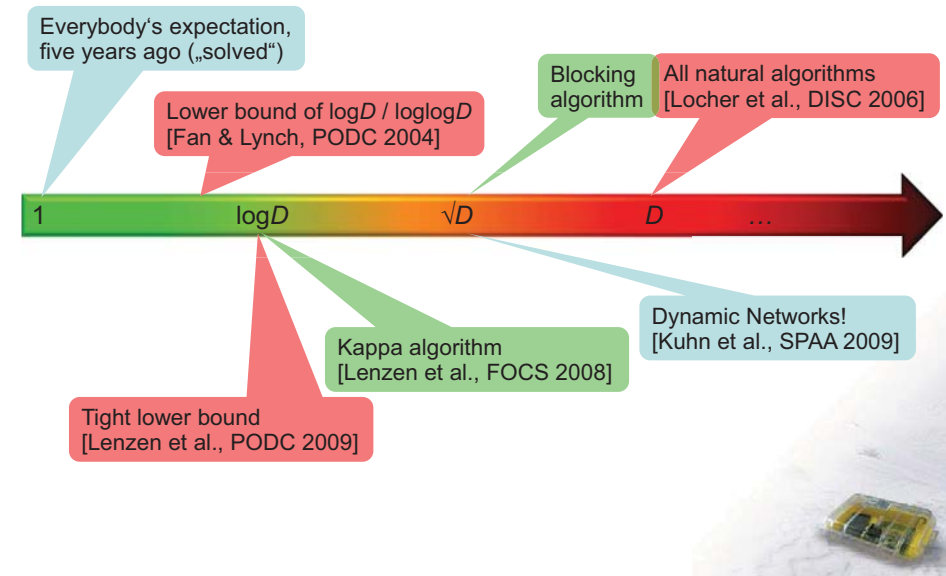 Everybody‘s expectation,
five years ago („solved“)
Lower bound of logD / loglogD
[Fan & Lynch, PODC 2004]
Blocking
algorithm
All natural algorithms
[Locher et al., DISC 2006]
1 logD √D D ...
Dynamic Networks!
[Kuhn et al., SPAA 2009]
Kappa algorithm
[Lenzen et al., FOCS 2008]
Tight lower bound
[Lenzen et al., PODC 2009]